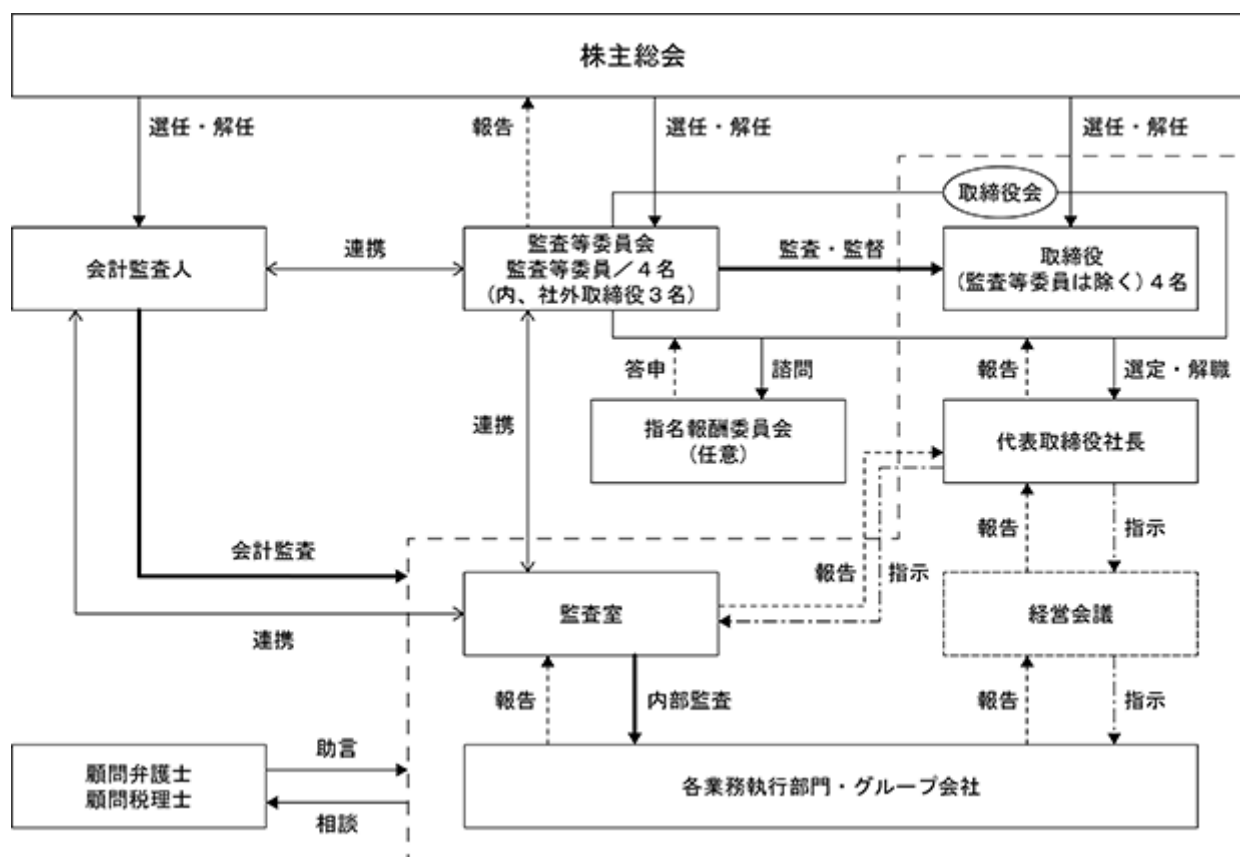 株主総会
選任・解任
報告
選任・解任
選任・解任
取締役会
会計監査人
連携
監査等委員会
監査等委員／４名
(内、社外取締役３名)
監査・監督
取締役
(監査等委員は除く)４名
答申
諮問
報告
選定・解職
連携
指名報酬委員会
(任意)
代表取締役社長
報告
指示
会計監査
報告
指示
監査室
経営会議
連携
報告
内部監査
報告
指示
助言
顧問弁護士
顧問税理士
相談
各業務執行部門・グループ会社